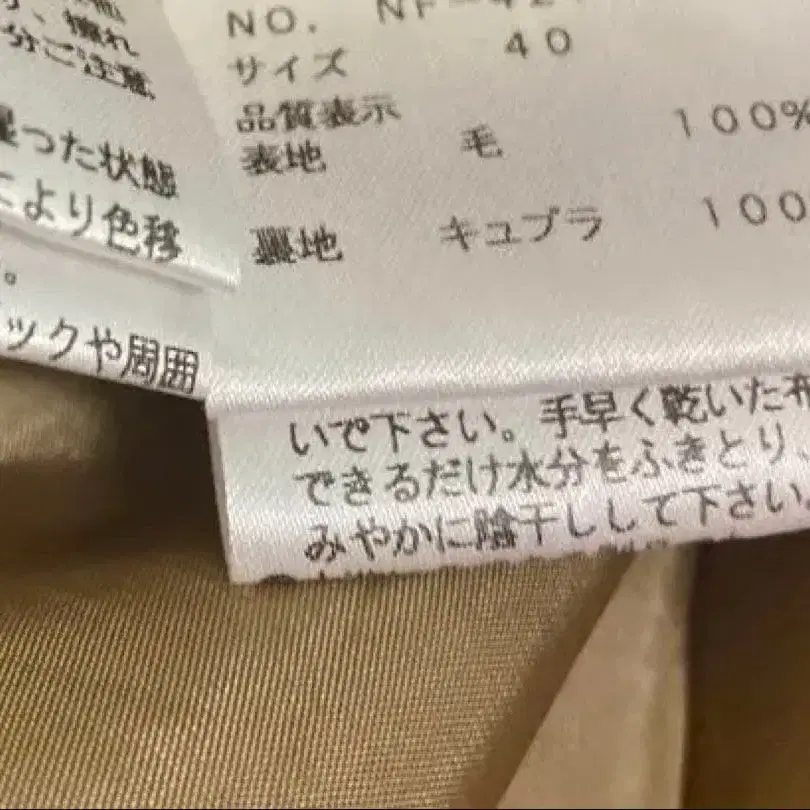 分ご注意
湿った状態
により色移
。
ックや周囲
NO. NF-42
サイズ 40
品質表示
表地 毛 100%
裏地 キュプラ 100
いで下さい。手早く乾いた布
できるだけ水分をふきとり、
みやかに陰干しして下さい